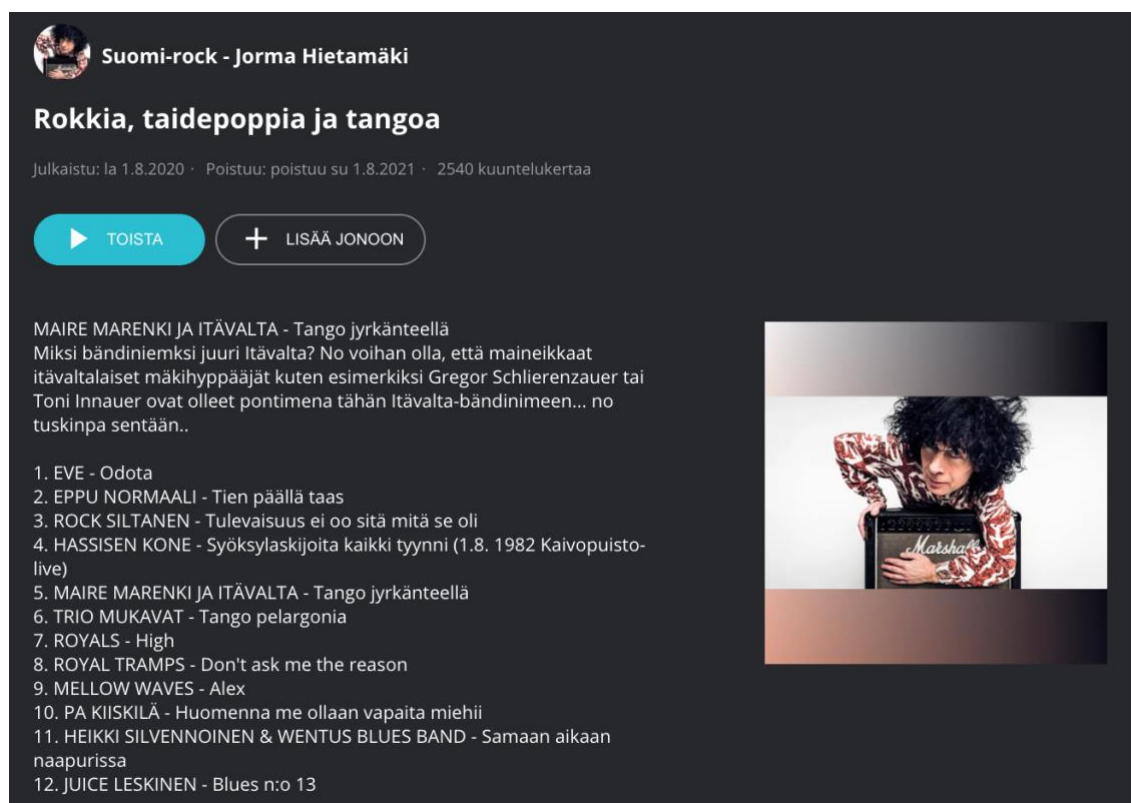 Suomi-rock - Jorma Hietamäki
Rokkia, taidepoppia ja tangoa
Julkaistu: la 1.8.2020 · Poistuu: poistuu su 1.8.2021 · 2540 kuuntelukertaa
TOISTA
LISÄÄ JONOON
MAIRE MARENKI JA ITÄVALTA - Tango jyrkänteellä
Miksi bändiniemksi juuri Itävalta? No voihan olla, että maineikkaat
itävaltalaiset mäkihyppääjät kuten esimerkiksi Gregor Schlierenzauer tai
Toni Innauer ovat olleet pontimena tähän Itävalta-bändinimeen... no
tuskinpa sentään..
1. EVE - Odota
2. EPPU NORMAALI - Tien päällä taas
3. ROCK SILTANEN - Tulevaisuus ei oo sitä mitä se oli
4. HASSISEN KONE - Syöksylaskijoita kaikki tyynni (1.8. 1982 Kaivopuisto-
live)
5. MAIRE MARENKI JA ITÄVALTA - Tango jyrkänteellä
6. TRIO MUKAVAT - Tango pelargonia
7. ROYALS - High
8. ROYAL TRAMPS - Don't ask me the reason
9. MELLOW WAVES - Alex
10. PA KIISKILÄ - Huomenna me ollaan vapaita miehii
11. HEIKKI SILVENNOINEN & WENTUS BLUES BAND - Samaan aikaan
naapurissa
12. JUICE LESKINEN - Blues n:o 13
Marshall